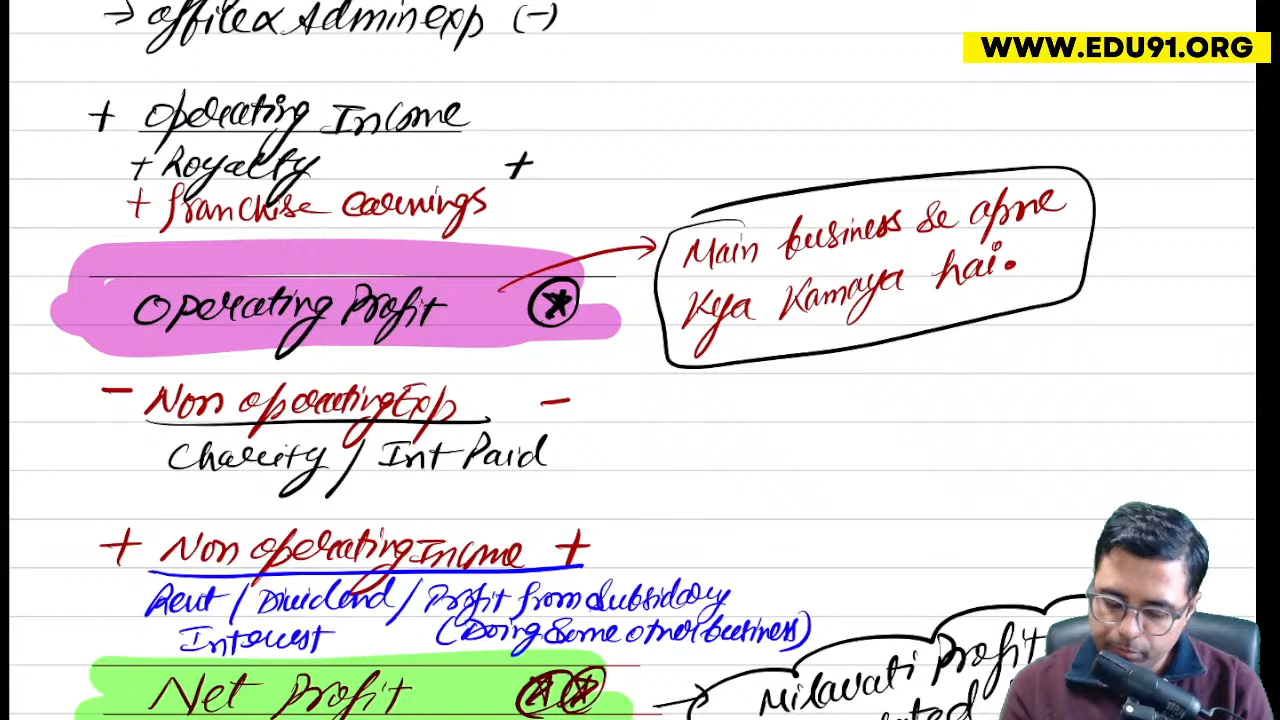 → office & Admin exp (-)
WWW.EDU91.ORG
+ Operating Income
+ Royalty +
+ franchise earnings
Main business se apne
Kya Kamaya hai.
Operating Profit
- Non operating Exp -
Charity / Int Paid
+ Non operating Income +
Rent / Dividend / Profit from Subsidary
Interest (Doing Some other business)
Net Profit
Milavati Profit